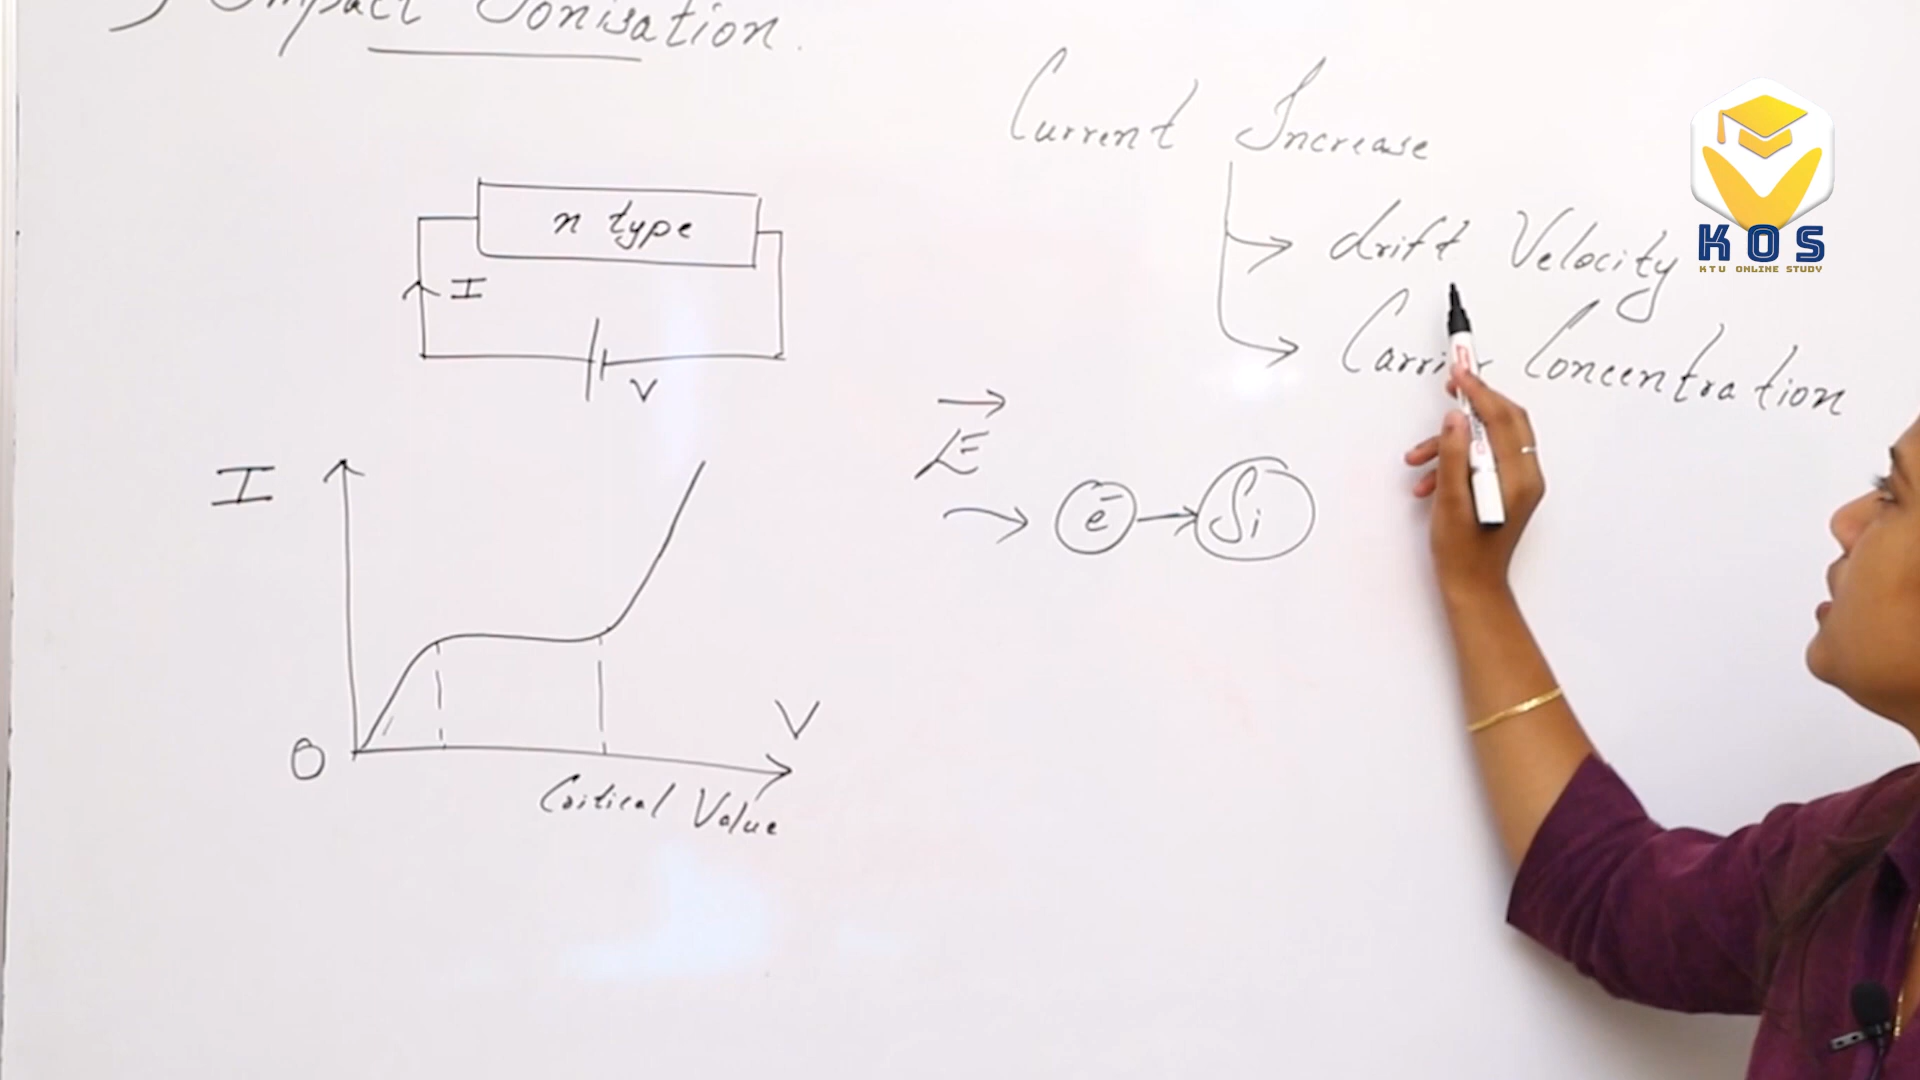 Impact Ionisation.
Current Increase
drift Velocity
Carrier Concentration
n type
I
V
E
e⁻ Si
I
V
O
Critical Value
KOS
KTU ONLINE STUDY